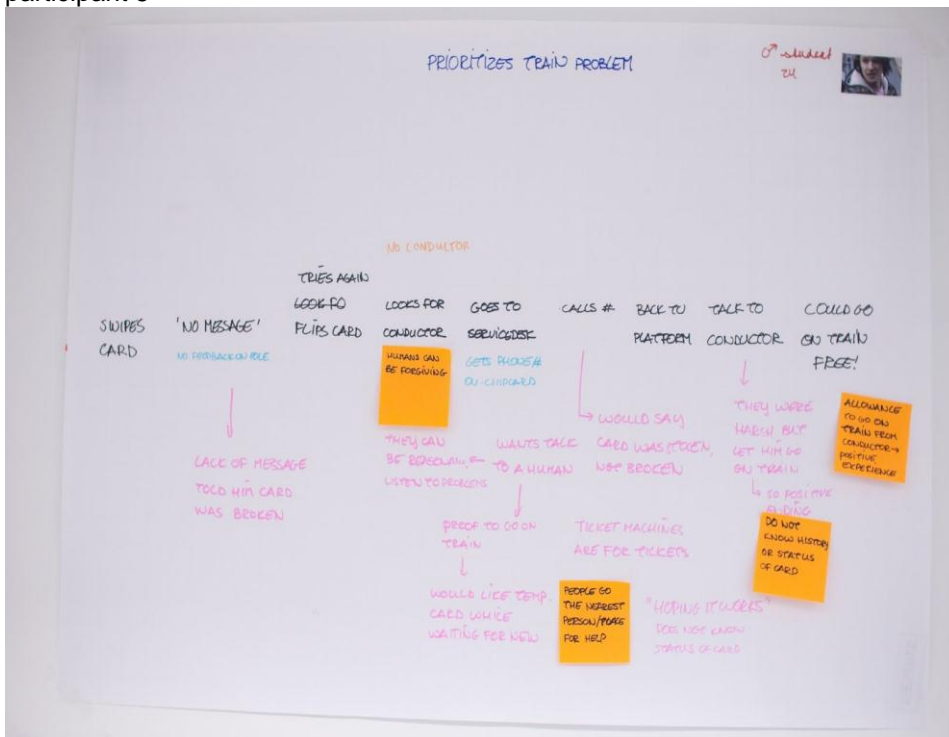 PRIORITIZES TRAIN PROBLEM
♂ student
24
NO CONDUCTOR
SWIPES
CARD
'NO MESSAGE'
NO FEEDBACK ON POLE
TRIES AGAIN
LOOK FO
FLIPS CARD
LOOKS FOR
CONDUCTOR
HUMANS CAN
BE FORGIVING
GOES TO
SERVICEDESK
GETS PHONE#
ON CHIPCARD
CALLS #
BACK TO
PLATFORM
TALK TO
CONDUCTOR
COULD GO
ON TRAIN
FREE!
LACK OF MESSAGE
TOLD HIM CARD
WAS BROKEN
THEY CAN
BE REASONING
LISTEN TO PROBLEMS
WANTS TALK
TO A HUMAN
PROOF TO GO ON
TRAIN
WOULD LIKE TEMP.
CARD WHILE
WAITING FOR NEW
WOULD SAY
CARD WAS STOLEN,
NOT BROKEN
TICKET MACHINES
ARE FOR TICKETS
PEOPLE GO
THE NEAREST
PERSON/PLACE
FOR HELP
"HOPING IT WORKS"
DOES NOT KNOW
STATUS OF CARD
THEY WERE
HARSH BUT
LET HIM GO
ON TRAIN
SO POSITIVE
ENDING
DO NOT
KNOW HISTORY
OR STATUS
OF CARD
ALLOWANCE
TO GO ON
TRAIN FROM
CONDUCTOR→
POSITIVE
EXPERIENCE